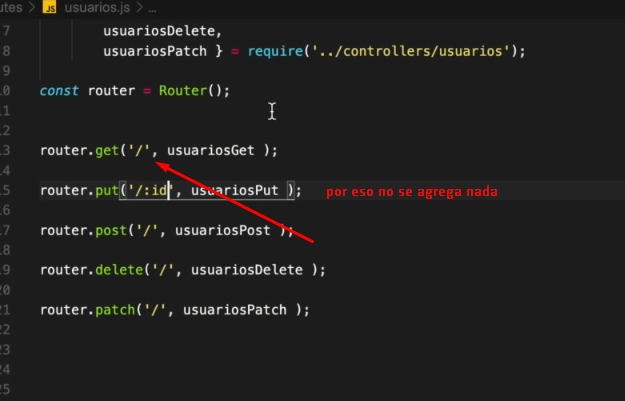 utes > JS usuarios.js > ...
7 usuariosDelete,
8 usuariosPatch } = require('../controllers/usuarios');
9
10 const router = Router();
11
12
13 router.get('/', usuariosGet );
14
15 router.put('/:id', usuariosPut ); por eso no se agrega nada
16
17 router.post('/', usuariosPost );
18
19 router.delete('/', usuariosDelete );
20
21 router.patch('/', usuariosPatch );
22
23
24
25